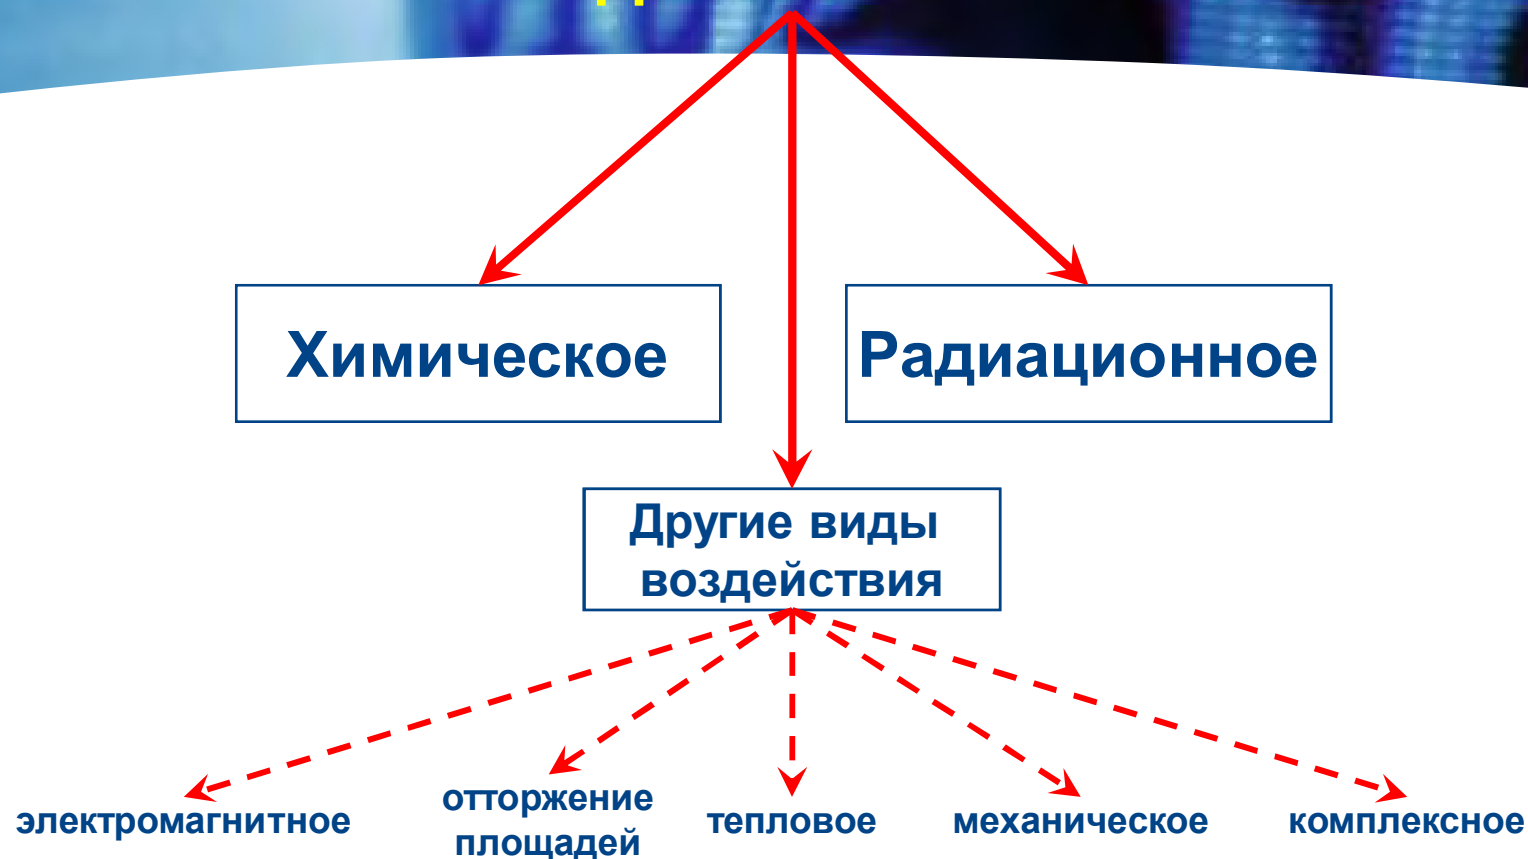 Химическое
Радиационное
Другие виды
воздействия
электромагнитное
отторжение
площадей
тепловое
механическое
комплексное